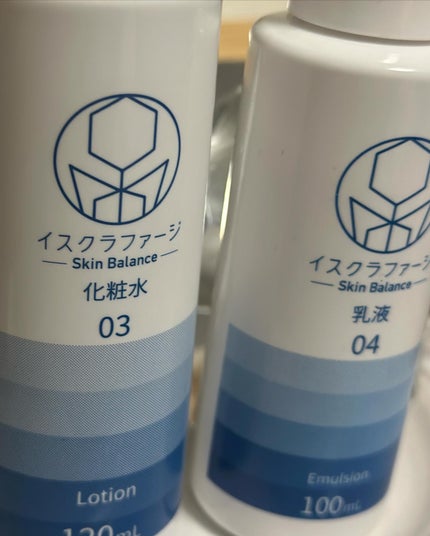 イスクラファージ
Skin Balance
化粧水
03
Lotion
120mL
イスクラファージ
Skin Balance
乳液
04
Emulsion
100mL